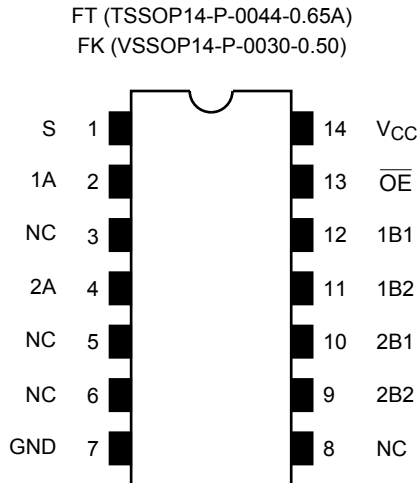 FT (TSSOP14-P-0044-0.65A)
FK (VSSOP14-P-0030-0.50)
S 1 14 VCC
1A 2 13 O̅E̅
NC 3 12 1B1
2A 4 11 1B2
NC 5 10 2B1
NC 6 9 2B2
GND 7 8 NC